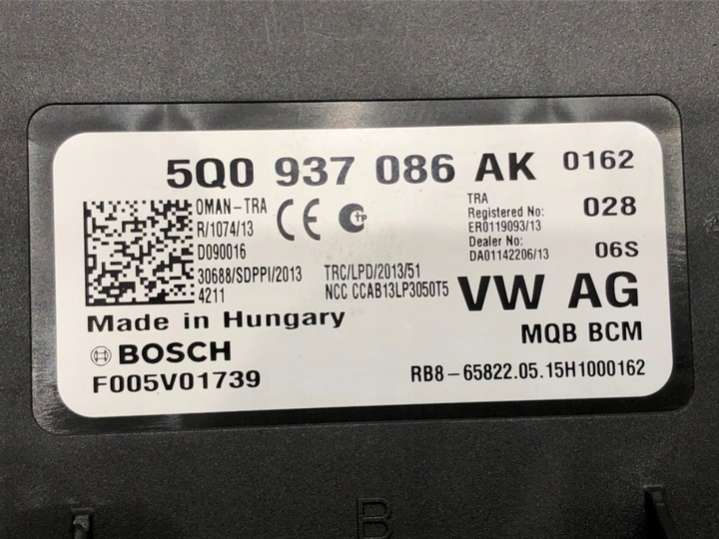 5Q0 937 086 AK 0162
OMAN-TRA
R/1074/13
D090016
30688/SDPPI/2013
4211
CE
TRC/LPD/2013/51
NCC CCAB13LP3050T5
TRA
Registered No:
ER0119093/13
Dealer No:
DA01142206/13
028
06S
VW AG
MQB BCM
Made in Hungary
BOSCH
F005V01739
RB8-65822.05.15H1000162
B